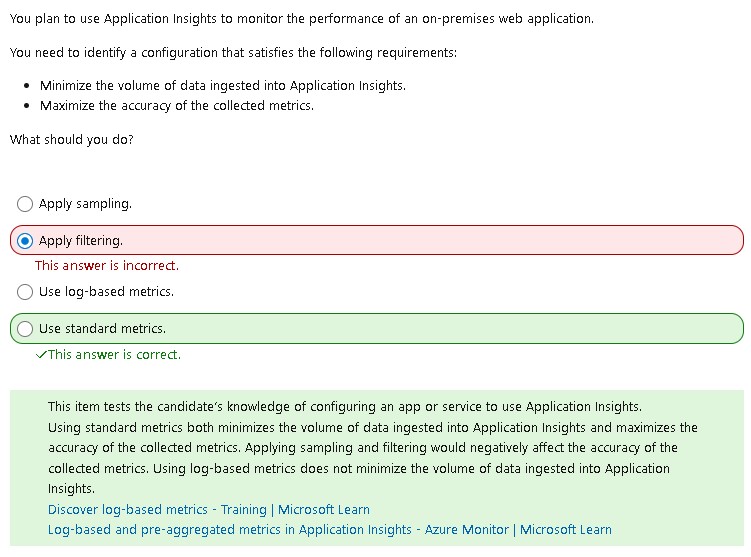 You plan to use Application Insights to monitor the performance of an on-premises web application.
You need to identify a configuration that satisfies the following requirements:
• Minimize the volume of data ingested into Application Insights.
• Maximize the accuracy of the collected metrics.
What should you do?
Apply sampling.
Apply filtering.
This answer is incorrect.
Use log-based metrics.
Use standard metrics.
✓This answer is correct.
This item tests the candidate's knowledge of configuring an app or service to use Application Insights.
Using standard metrics both minimizes the volume of data ingested into Application Insights and maximizes the
accuracy of the collected metrics. Applying sampling and filtering would negatively affect the accuracy of the
collected metrics. Using log-based metrics does not minimize the volume of data ingested into Application
Insights.
Discover log-based metrics - Training | Microsoft Learn
Log-based and pre-aggregated metrics in Application Insights - Azure Monitor | Microsoft Learn